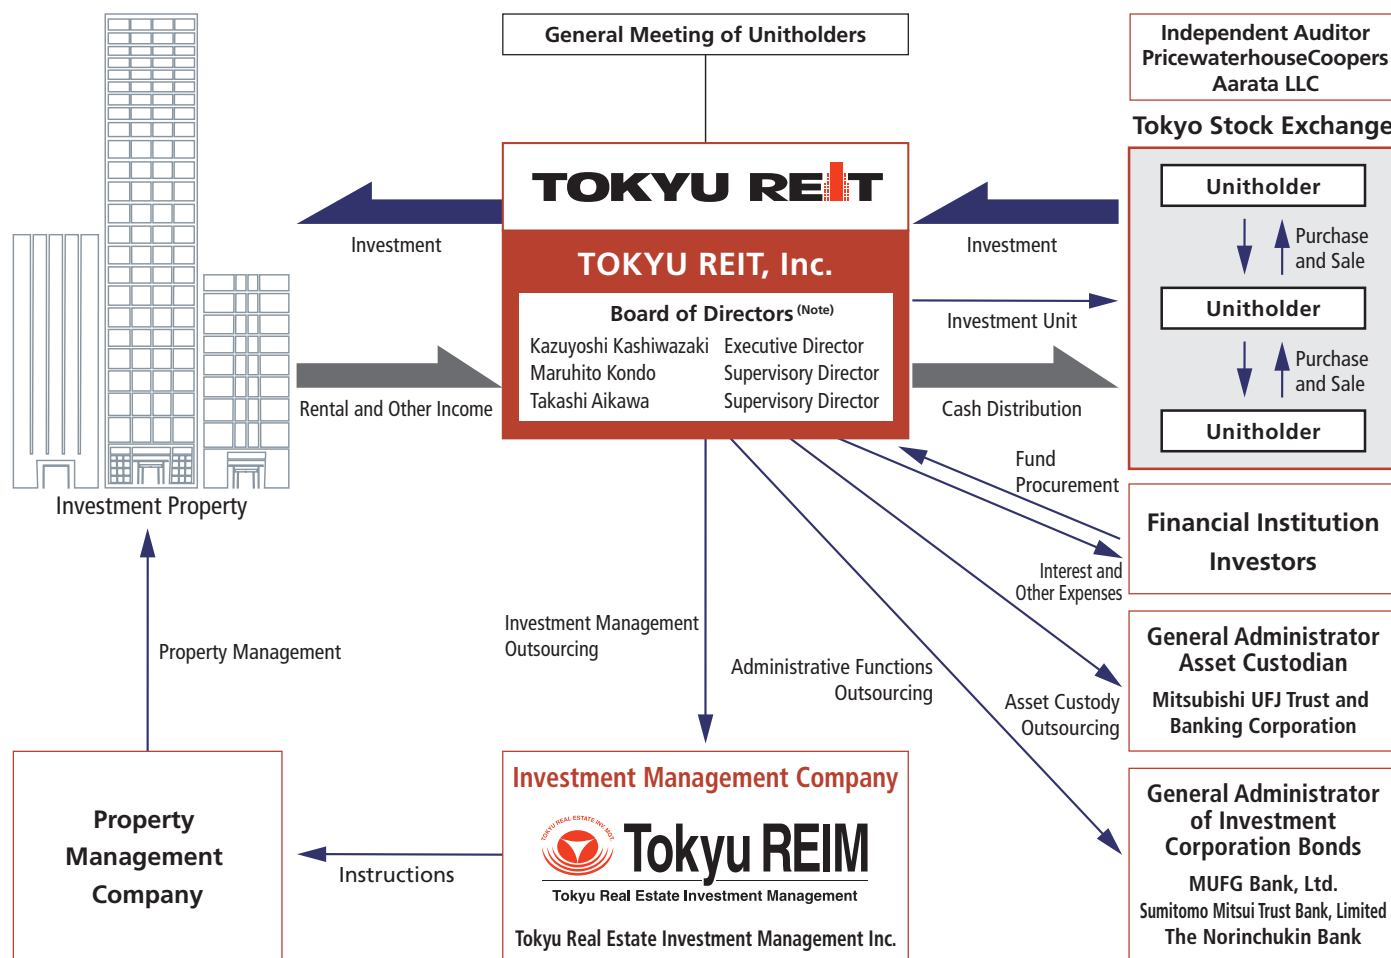 General Meeting of Unitholders
Independent Auditor
PricewaterhouseCoopers
Aarata LLC
Tokyo Stock Exchange
TOKYU REIT
TOKYU REIT, Inc.
Board of Directors (Note)
Kazuyoshi Kashiwazaki Executive Director
Maruhito Kondo Supervisory Director
Takashi Aikawa Supervisory Director
Investment
Rental and Other Income
Investment Property
Investment
Investment Unit
Cash Distribution
Unitholder
Purchase
and Sale
Unitholder
Purchase
and Sale
Unitholder
Fund
Procurement
Interest and
Other Expenses
Financial Institution
Investors
Property Management
Investment Management
Outsourcing
Administrative Functions
Outsourcing
Asset Custody
Outsourcing
General Administrator
Asset Custodian
Mitsubishi UFJ Trust and
Banking Corporation
Property
Management
Company
Instructions
Investment Management Company
TOKYU REAL ESTATE INV. MGT.
Tokyu REIM
Tokyu Real Estate Investment Management
Tokyu Real Estate Investment Management Inc.
General Administrator
of Investment
Corporation Bonds
MUFG Bank, Ltd.
Sumitomo Mitsui Trust Bank, Limited
The Norinchukin Bank